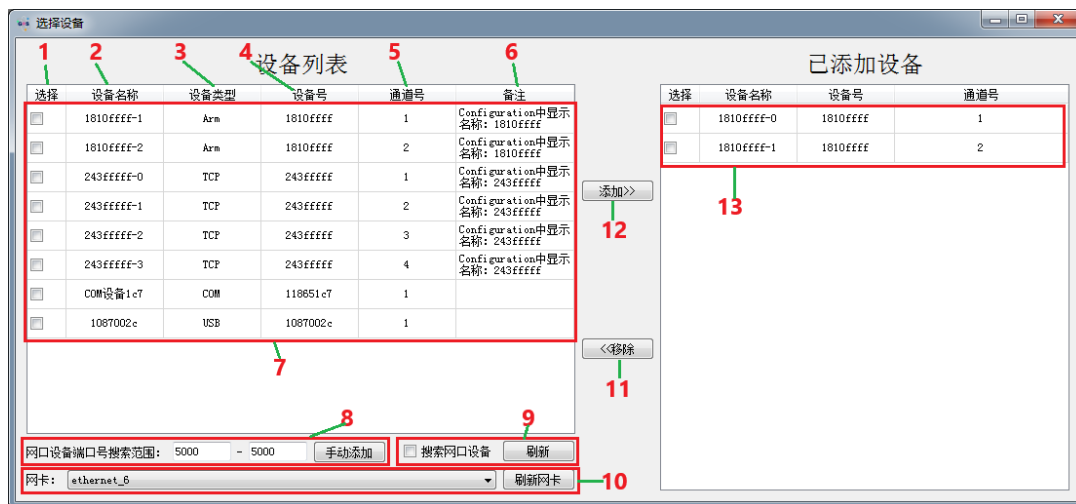 选择设备
1 2 3 4 5 6
设备列表 已添加设备
选择 设备名称 设备类型 设备号 通道号 备注 选择 设备名称 设备号 通道号
1810ffff-1 Arm 1810ffff 1 Configuration中显示
名称: 1810ffff
1810ffff-0 1810ffff 1
1810ffff-2 Arm 1810ffff 2 Configuration中显示
名称: 1810ffff
1810ffff-1 1810ffff 2
243fffff-0 TCP 243fffff 1 Configuration中显示
名称: 243fffff
添加>>
13
243fffff-1 TCP 243fffff 2 Configuration中显示
名称: 243fffff
12
243fffff-2 TCP 243fffff 3 Configuration中显示
名称: 243fffff
243fffff-3 TCP 243fffff 4 Configuration中显示
名称: 243fffff
COM设备1c7 COM 118651c7 1
1087002c USB 1087002c 1
<<移除
7
11
8 9
网口设备端口号搜索范围: 5000 - 5000 手动添加 搜索网口设备 刷新
网卡: ethernet_6 刷新网卡 10